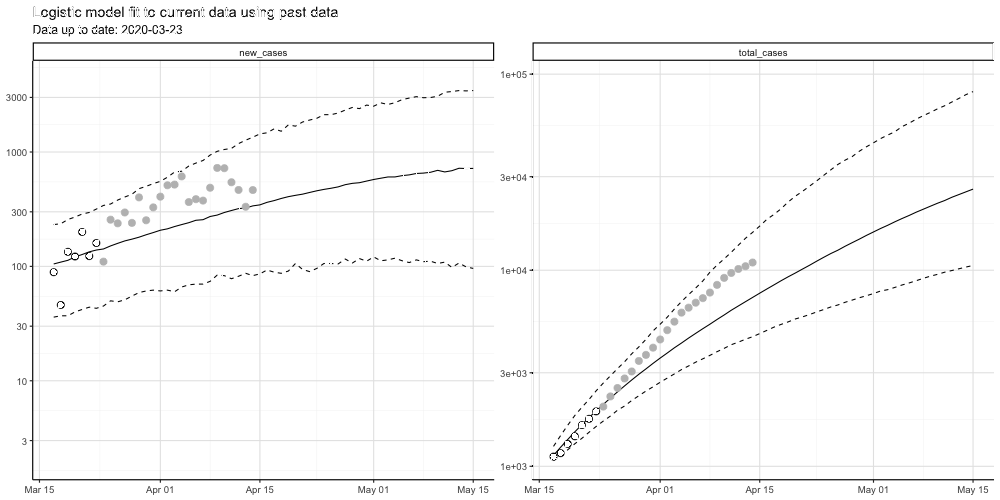 Logistic model fit to current data using past data
Data up to date: 2020-03-23
new_cases
total_cases
3000
1000
300
100
30
10
3
1e+05
3e+04
1e+04
3e+03
1e+03
Mar 15
Apr 01
Apr 15
May 01
May 15
Mar 15
Apr 01
Apr 15
May 01
May 15